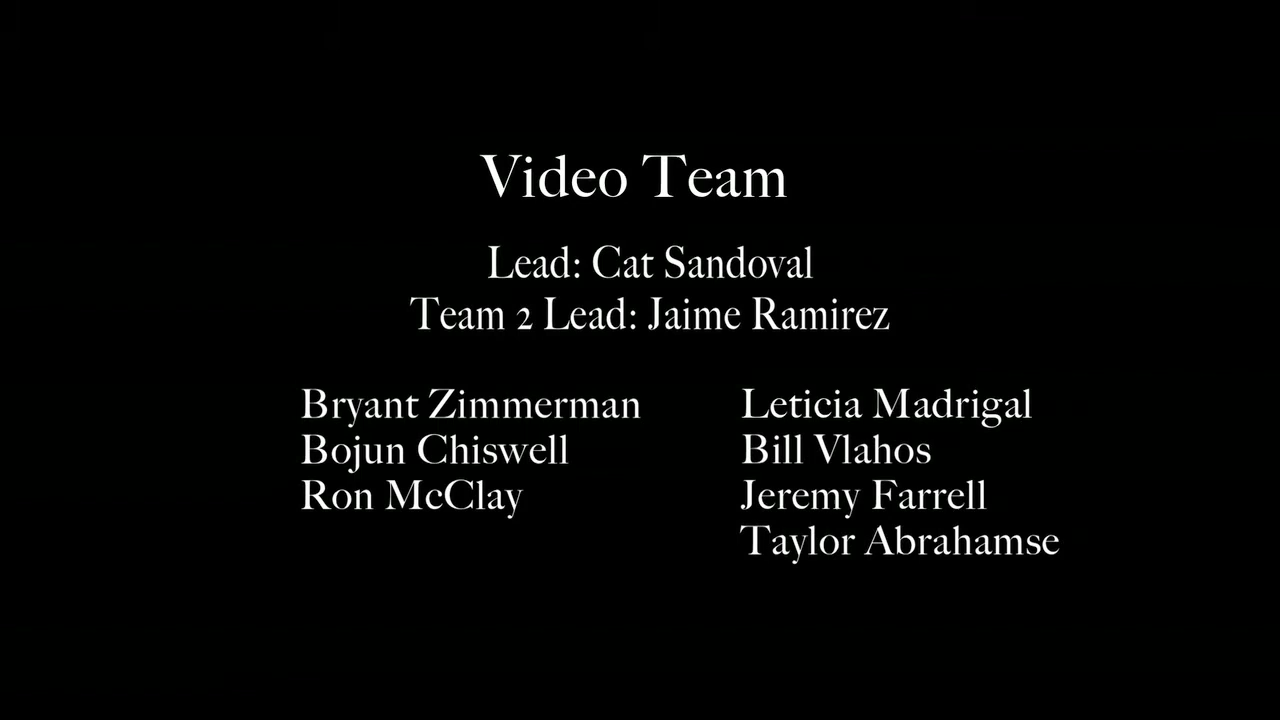 Video Team
Lead: Cat Sandoval
Team 2 Lead: Jaime Ramirez
Bryant Zimmerman
Bojun Chiswell
Ron McClay
Leticia Madrigal
Bill Vlahos
Jeremy Farrell
Taylor Abrahamse